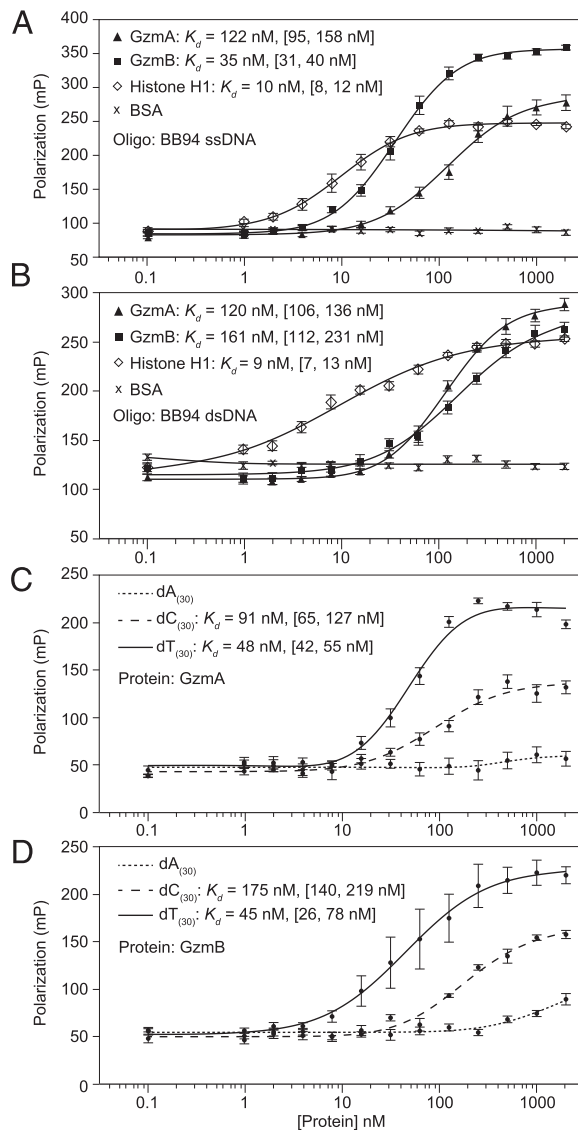 A
▲ GzmA: Kd = 122 nM, [95, 158 nM]
■ GzmB: Kd = 35 nM, [31, 40 nM]
◇ Histone H1: Kd = 10 nM, [8, 12 nM]
x BSA
Oligo: BB94 ssDNA
Polarization (mP)
400
350
300
250
200
150
100
50
0.1 1 10 100 1000
B
▲ GzmA: Kd = 120 nM, [106, 136 nM]
■ GzmB: Kd = 161 nM, [112, 231 nM]
◇ Histone H1: Kd = 9 nM, [7, 13 nM]
x BSA
Oligo: BB94 dsDNA
Polarization (mP)
300
250
200
150
100
50
0.1 1 10 100 1000
C
dA(30)
dC(30): Kd = 91 nM, [65, 127 nM]
dT(30): Kd = 48 nM, [42, 55 nM]
Protein: GzmA
Polarization (mP)
250
200
150
100
50
0
0.1 1 10 100 1000
D
dA(30)
dC(30): Kd = 175 nM, [140, 219 nM]
dT(30): Kd = 45 nM, [26, 78 nM]
Protein: GzmB
Polarization (mP)
250
200
150
100
50
0
0.1 1 10 100 1000
[Protein] nM